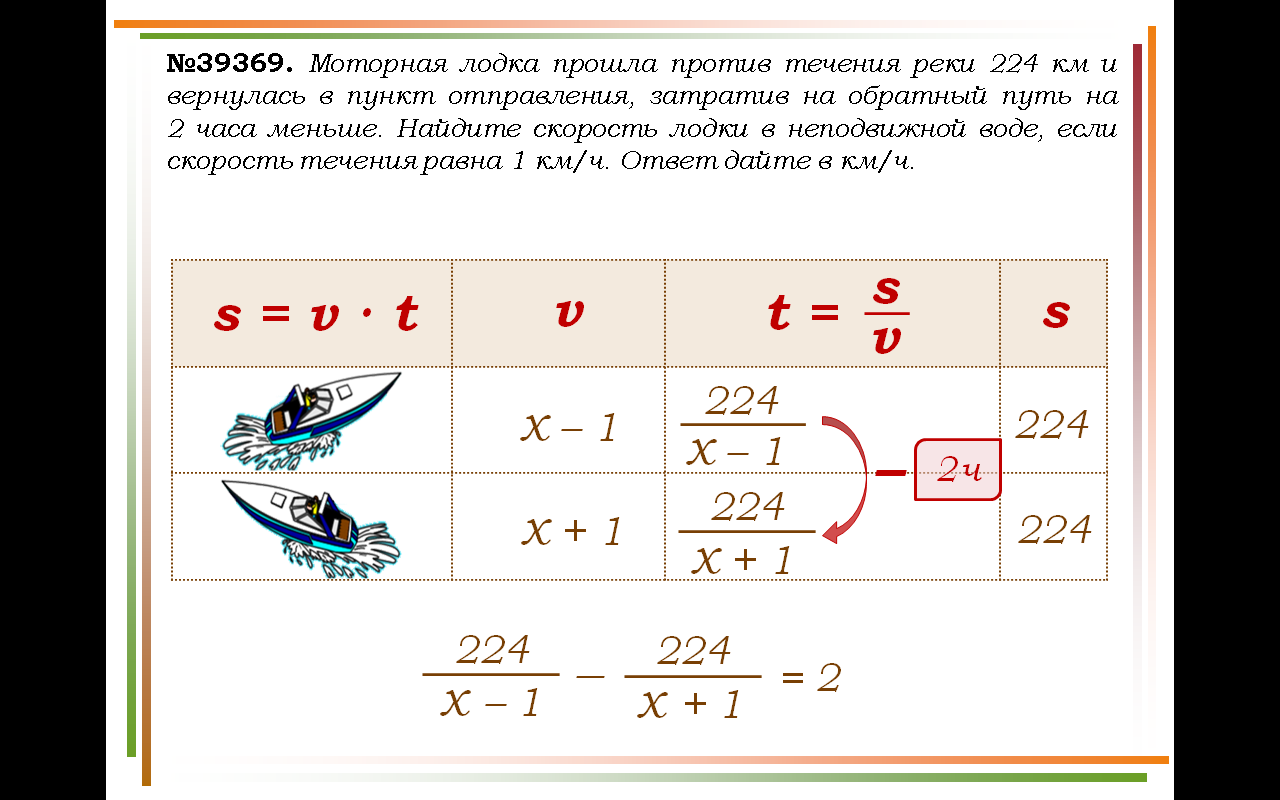 №39369. Моторная лодка прошла против течения реки 224 км и
вернулась в пункт отправления, затратив на обратный путь на
2 часа меньше. Найдите скорость лодки в неподвижной воде, если
скорость течения равна 1 км/ч. Ответ дайте в км/ч.
s = v · t
v
t = s/v
s
x – 1
224/(x – 1)
224
– 2ч
x + 1
224/(x + 1)
224
224/(x – 1) – 224/(x + 1) = 2